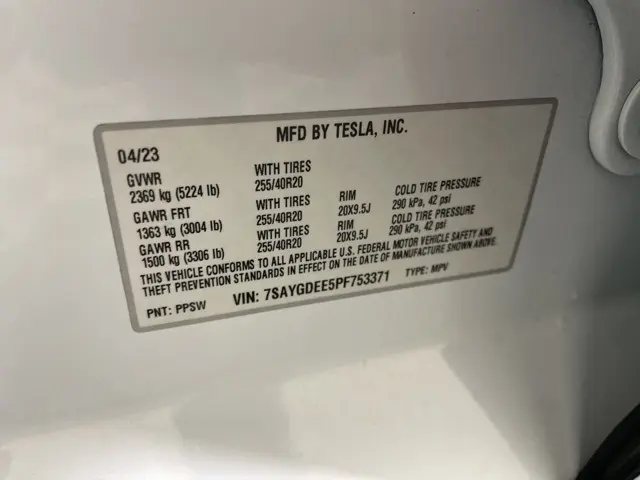 MFD BY TESLA, INC.
04/23
GVWR WITH TIRES
2369 kg (5224 lb) 255/40R20
GAWR FRT WITH TIRES RIM COLD TIRE PRESSURE
1363 kg (3004 lb) 255/40R20 20X9.5J 290 kPa, 42 psi
GAWR RR WITH TIRES RIM COLD TIRE PRESSURE
1500 kg (3306 lb) 255/40R20 20X9.5J 290 kPa, 42 psi
THIS VEHICLE CONFORMS TO ALL APPLICABLE U.S. FEDERAL MOTOR VEHICLE SAFETY AND
THEFT PREVENTION STANDARDS IN EFFECT ON THE DATE OF MANUFACTURE SHOWN ABOVE.
PNT: PPSW VIN: 7SAYGDEE5PF753371 TYPE: MPV